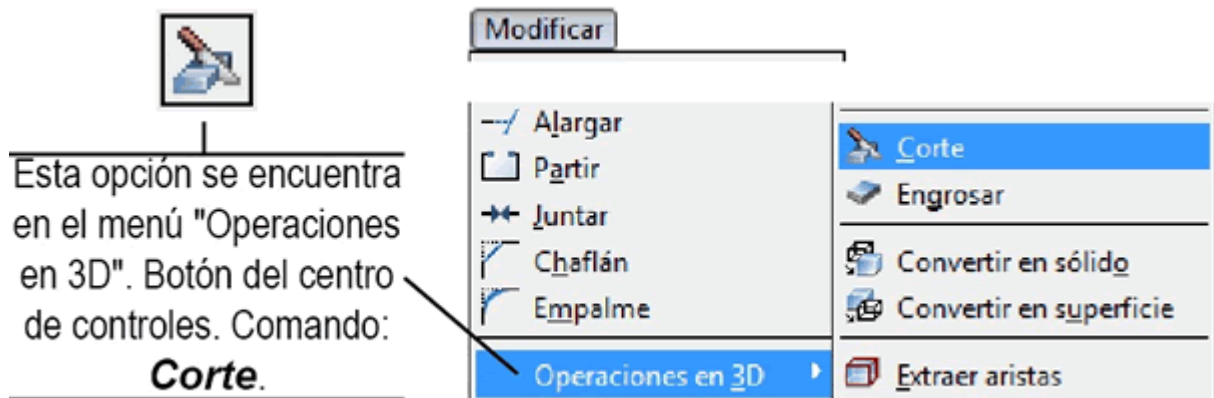 Esta opción se encuentra
en el menú "Operaciones
en 3D". Botón del centro
de controles. Comando:
Corte.
Modificar
Alargar
Partir
Juntar
Chaflán
Empalme
Operaciones en 3D
Corte
Engrosar
Convertir en sólido
Convertir en superficie
Extraer aristas